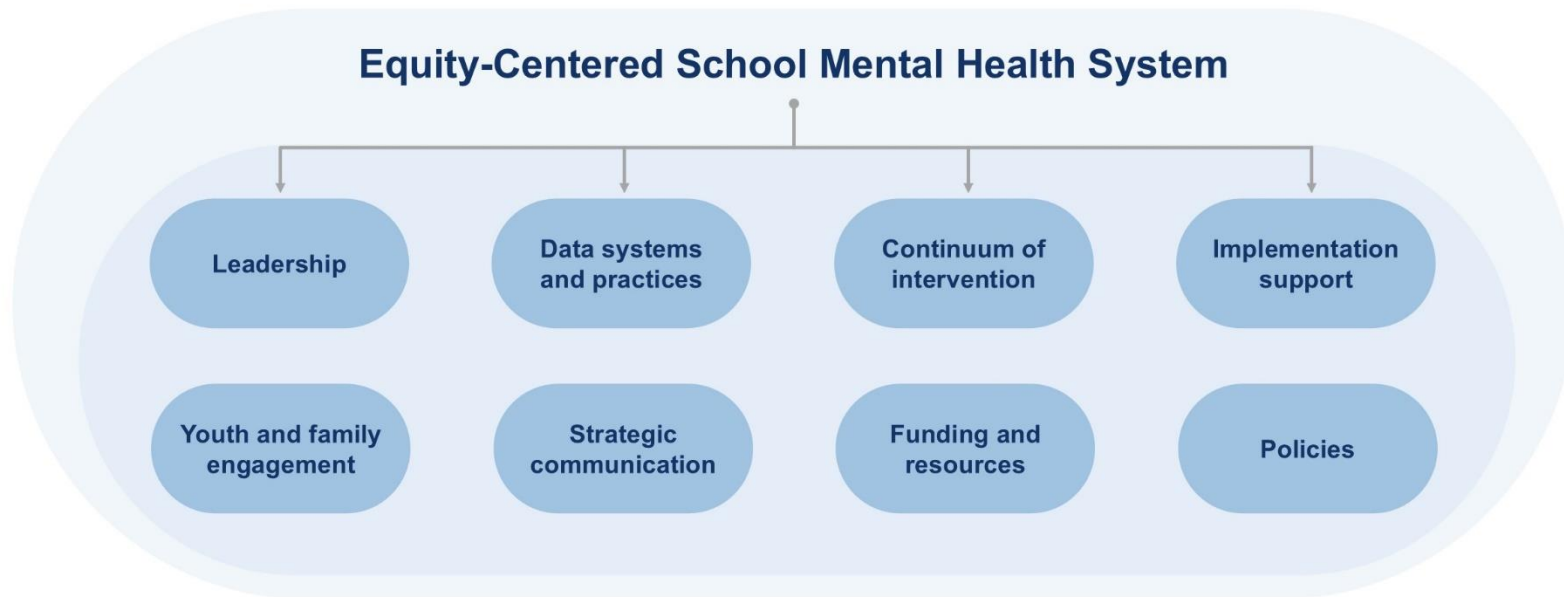 Equity-Centered School Mental Health System
Leadership
Data systems
and practices
Continuum of
intervention
Implementation
support
Youth and family
engagement
Strategic
communication
Funding and
resources
Policies